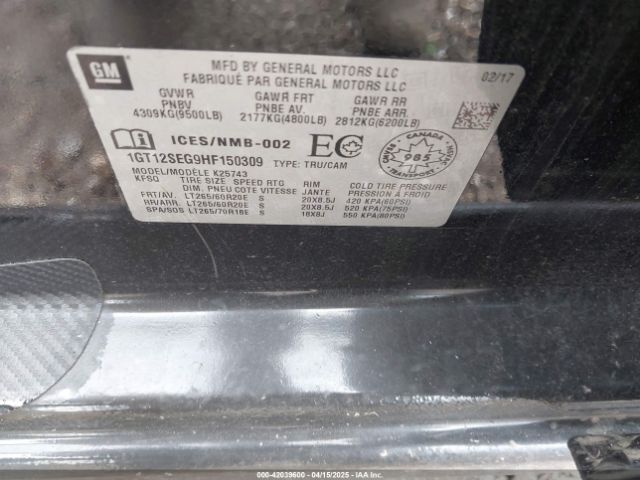 GM
MFD BY GENERAL MOTORS LLC
FABRIQUÉ PAR GENERAL MOTORS LLC
02/17
GVWR GAWR FRT GAWR RR
PNBV PNBE AV. PNBE ARR
4309KG(9500LB) 2177KG(4800LB) 2812KG(6200LB)
ICES/NMB-002 EC
CANADA 985
1GT12SEG9HF150309 TYPE: TRU/CAM
MODEL/MODÈLE K25743
KFSQ TIRE SIZE SPEED RTG RIM COLD TIRE PRESSURE
DIM. PNEU COTE VITESSE JANTE PRESSION À FROID
FRT/AV. LT265/60R20E S 20X8.5J 420 KPA(60PSI)
RR/ARR. LT265/60R20E S 20X8.5J 520 KPA(75PSI)
SPA/SOS LT265/70R18E S 18X8J 550 KPA(80PSI)
000-42039600 - 04/15/2025 - IAAI.COM